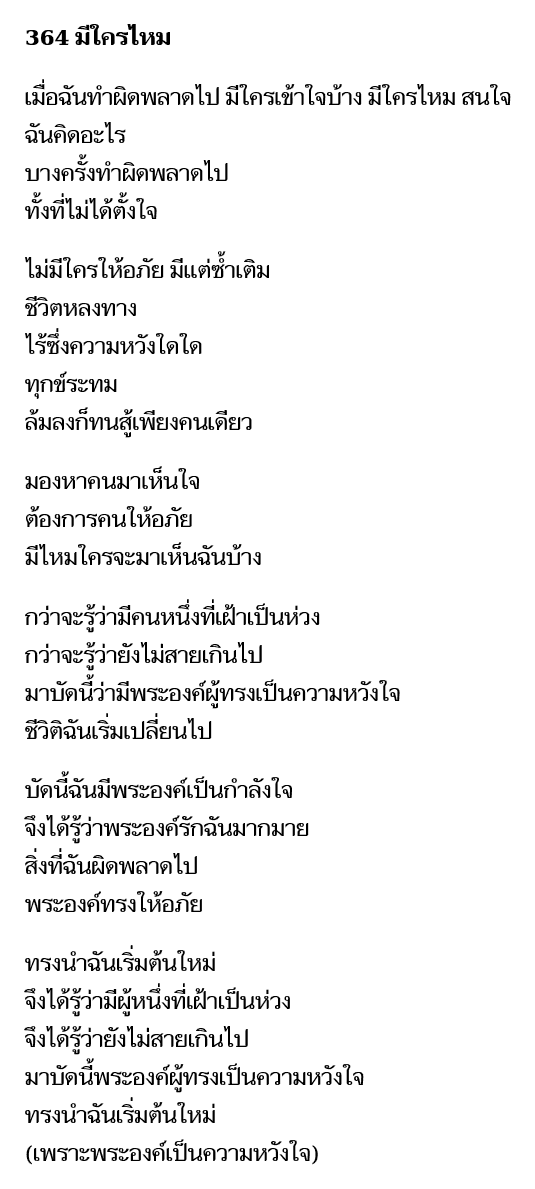 364 มีใครไหม
เมื่อฉันทำผิดพลาดไป มีใครเข้าใจบ้าง มีใครไหม สนใจ
ฉันคิดอะไร
บางครั้งทำผิดพลาดไป
ทั้งที่ไม่ได้ตั้งใจ
ไม่มีใครให้อภัย มีแต่ซ้ำเติม
ชีวิตหลงทาง
ไร้ซึ่งความหวังใดใด
ทุกข์ระทม
ล้มลงก็ทนสู้เพียงคนเดียว
มองหาคนมาเห็นใจ
ต้องการคนให้อภัย
มีไหมใครจะมาเห็นฉันบ้าง
กว่าจะรู้ว่ามีคนหนึ่งที่เฝ้าเป็นห่วง
กว่าจะรู้ว่ายังไม่สายเกินไป
มาบัดนี้ว่ามีพระองค์ผู้ทรงเป็นความหวังใจ
ชีวิติฉันเริ่มเปลี่ยนไป
บัดนี้ฉันมีพระองค์เป็นกำลังใจ
จึงได้รู้ว่าพระองค์รักฉันมากมาย
สิ่งที่ฉันผิดพลาดไป
พระองค์ทรงให้อภัย
ทรงนำฉันเริ่มต้นใหม่
จึงได้รู้ว่ามีผู้หนึ่งที่เฝ้าเป็นห่วง
จึงได้รู้ว่ายังไม่สายเกินไป
มาบัดนี้พระองค์ผู้ทรงเป็นความหวังใจ
ทรงนำฉันเริ่มต้นใหม่
(เพราะพระองค์เป็นความหวังใจ)